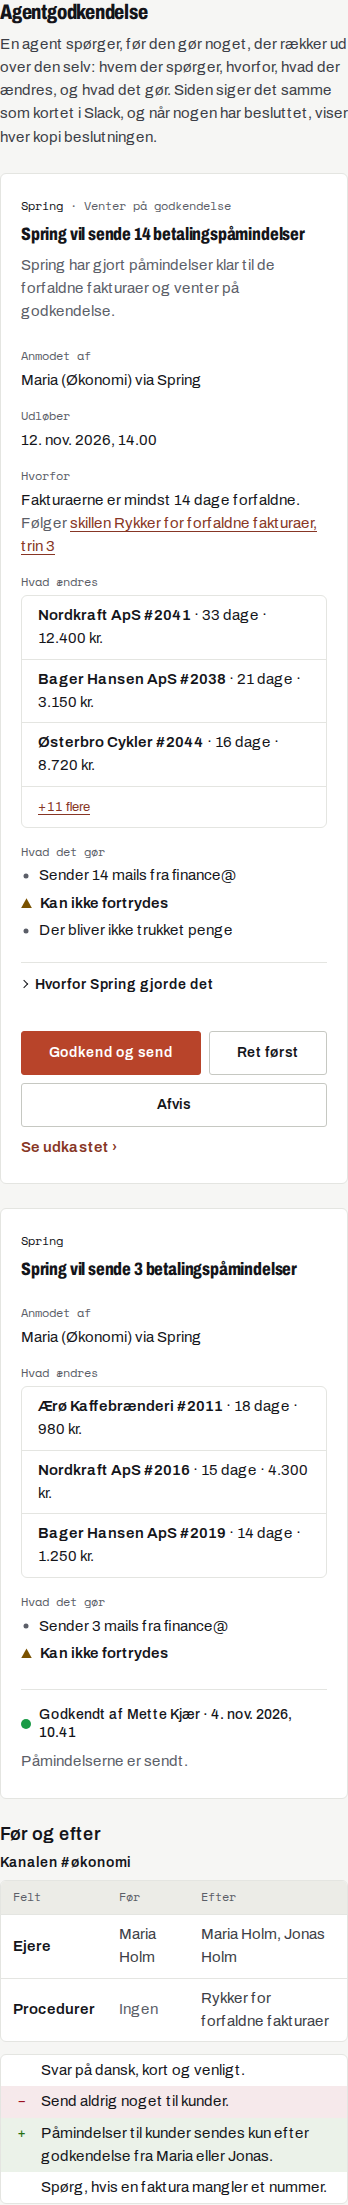 Agentgodkendelse
En agent spørger, før den gør noget, der rækker ud
over den selv: hvem der spørger, hvorfor, hvad der
ændres, og hvad det gør. Siden siger det samme
som kortet i Slack, og når nogen har besluttet, viser
hver kopi beslutningen.
Spring · Venter på godkendelse
Spring vil sende 14 betalingspåmindelser
Spring har gjort påmindelser klar til de
forfaldne fakturaer og venter på
godkendelse.
Anmodet af
Maria (Økonomi) via Spring
Udløber
12. nov. 2026, 14.00
Hvorfor
Fakturaerne er mindst 14 dage forfaldne.
Følger skillen Rykker for forfaldne fakturaer,
trin 3
Hvad ændres
Nordkraft ApS #2041 · 33 dage ·
12.400 kr.
Bager Hansen ApS #2038 · 21 dage ·
3.150 kr.
Østerbro Cykler #2044 · 16 dage ·
8.720 kr.
+11 flere
Hvad det gør
• Sender 14 mails fra finance@
▲ Kan ikke fortrydes
• Der bliver ikke trukket penge
› Hvorfor Spring gjorde det
Godkend og send
Ret først
Afvis
Se udkastet ›
Spring
Spring vil sende 3 betalingspåmindelser
Anmodet af
Maria (Økonomi) via Spring
Hvad ændres
Ærø Kaffebrænderi #2011 · 18 dage ·
980 kr.
Nordkraft ApS #2016 · 15 dage · 4.300
kr.
Bager Hansen ApS #2019 · 14 dage ·
1.250 kr.
Hvad det gør
• Sender 3 mails fra finance@
▲ Kan ikke fortrydes
Godkendt af Mette Kjær · 4. nov. 2026,
10.41
Påmindelserne er sendt.
Før og efter
Kanalen #økonomi
Felt Før Efter
Ejere Maria Holm Maria Holm, Jonas Holm
Procedurer Ingen Rykker for forfaldne fakturaer
Svar på dansk, kort og venligt.
− Send aldrig noget til kunder.
+ Påmindelser til kunder sendes kun efter
godkendelse fra Maria eller Jonas.
Spørg, hvis en faktura mangler et nummer.